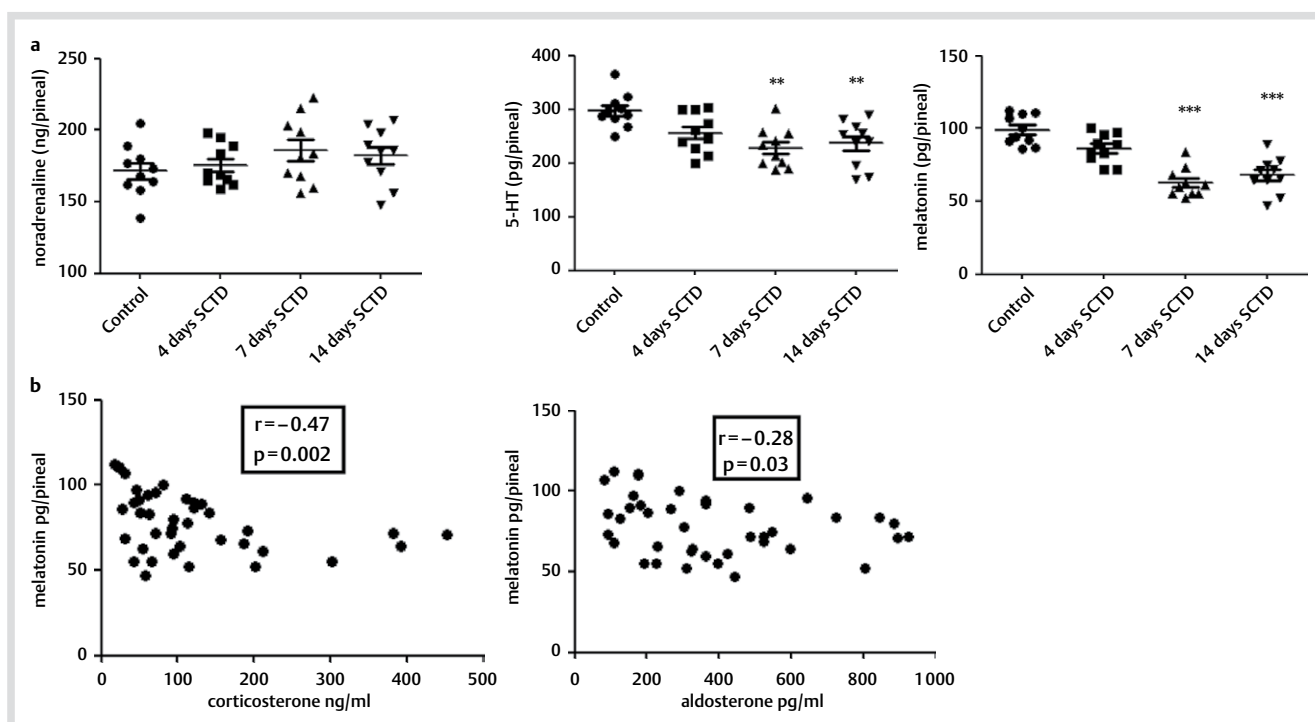 a
noradrenaline (ng/pineal)
250
200
150
100
Control
4 days SCTD
7 days SCTD
14 days SCTD
5-HT (pg/pineal)
400
300
200
100
0
**
**
Control
4 days SCTD
7 days SCTD
14 days SCTD
melatonin (pg/pineal)
150
100
50
0
***
***
Control
4 days SCTD
7 days SCTD
14 days SCTD
b
melatonin pg/pineal
150
100
50
0
r=−0.47
p=0.002
0 100 200 300 400 500
corticosterone ng/ml
melatonin pg/pineal
150
100
50
0
r=−0.28
p=0.03
0 200 400 600 800 1 000
aldosterone pg/ml